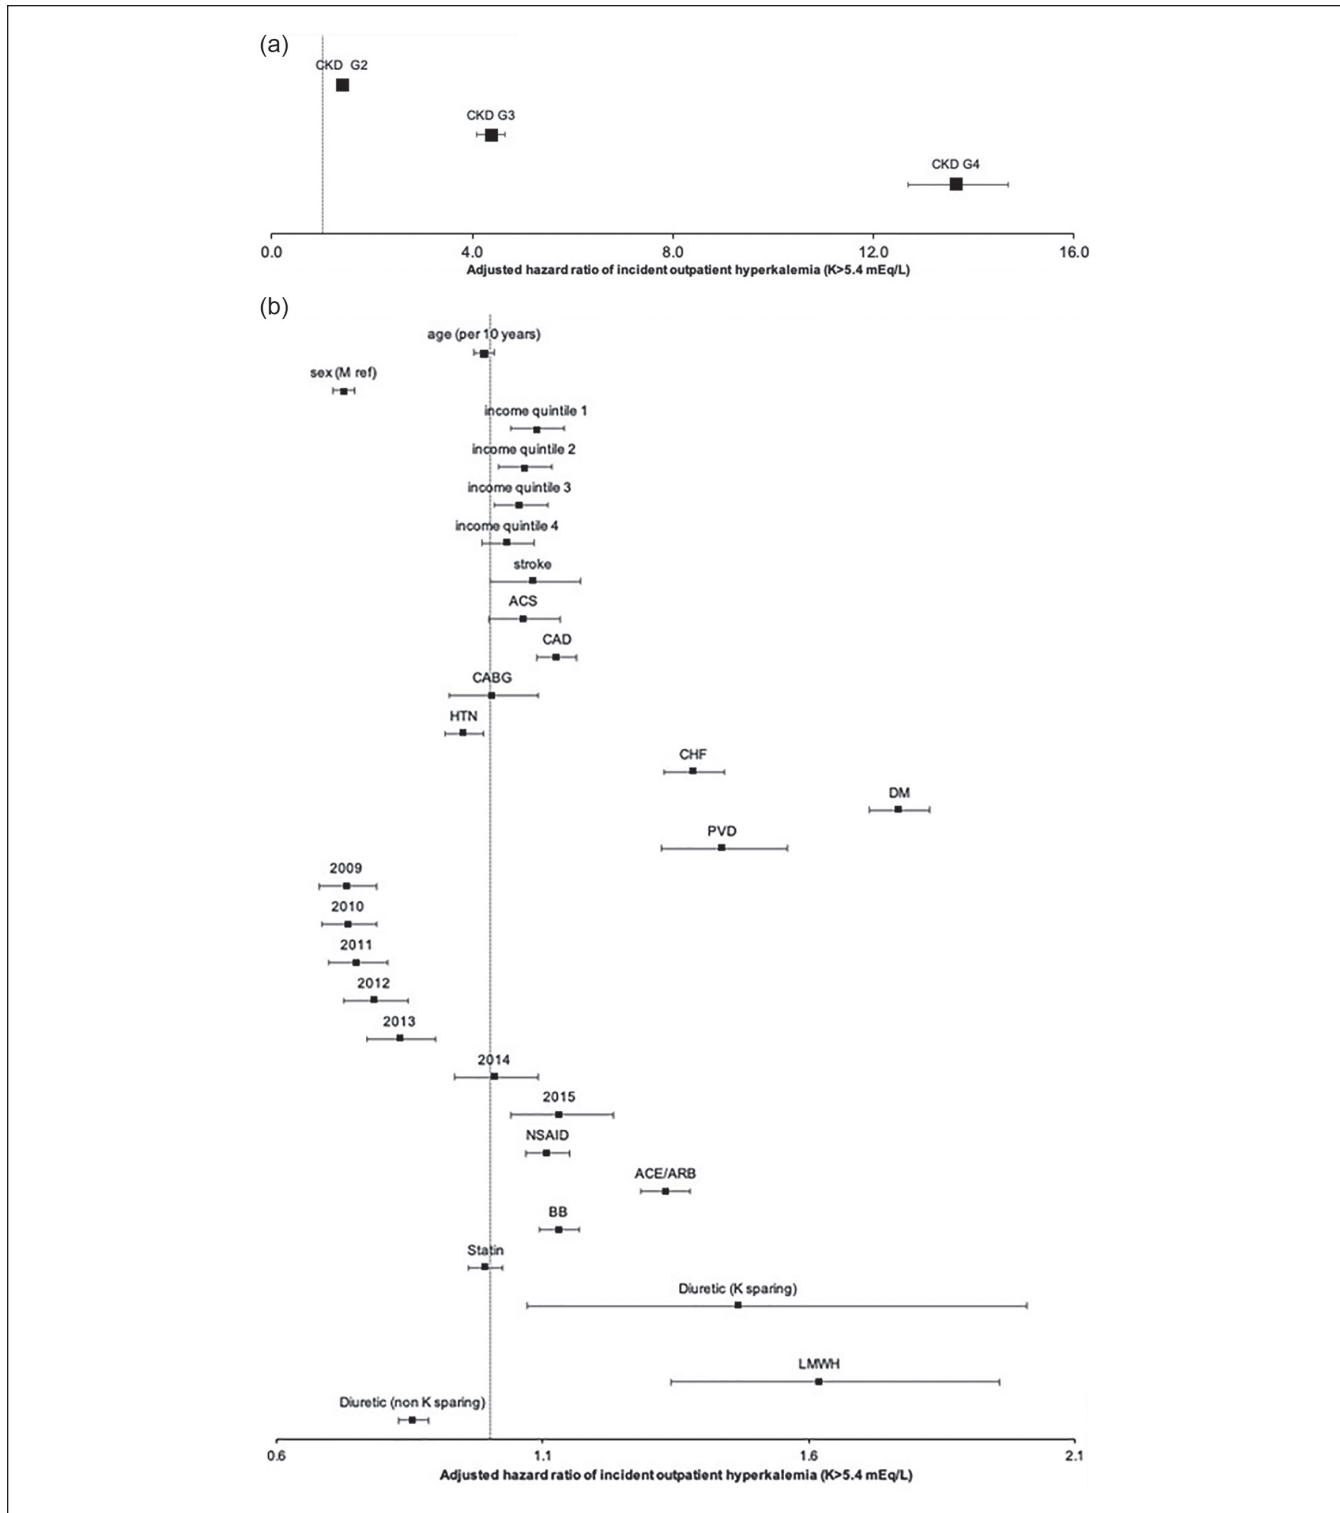 (a)
CKD G2
CKD G3
CKD G4
0.0 4.0 8.0 12.0 16.0
Adjusted hazard ratio of incident outpatient hyperkalemia (K>5.4 mEq/L)
(b)
age (per 10 years)
sex (M ref)
income quintile 1
income quintile 2
income quintile 3
income quintile 4
stroke
ACS
CAD
CABG
HTN
CHF
DM
PVD
2009
2010
2011
2012
2013
2014
2015
NSAID
ACE/ARB
BB
Statin
Diuretic (K sparing)
LMWH
Diuretic (non K sparing)
0.6 1.1 1.6 2.1
Adjusted hazard ratio of incident outpatient hyperkalemia (K>5.4 mEq/L)